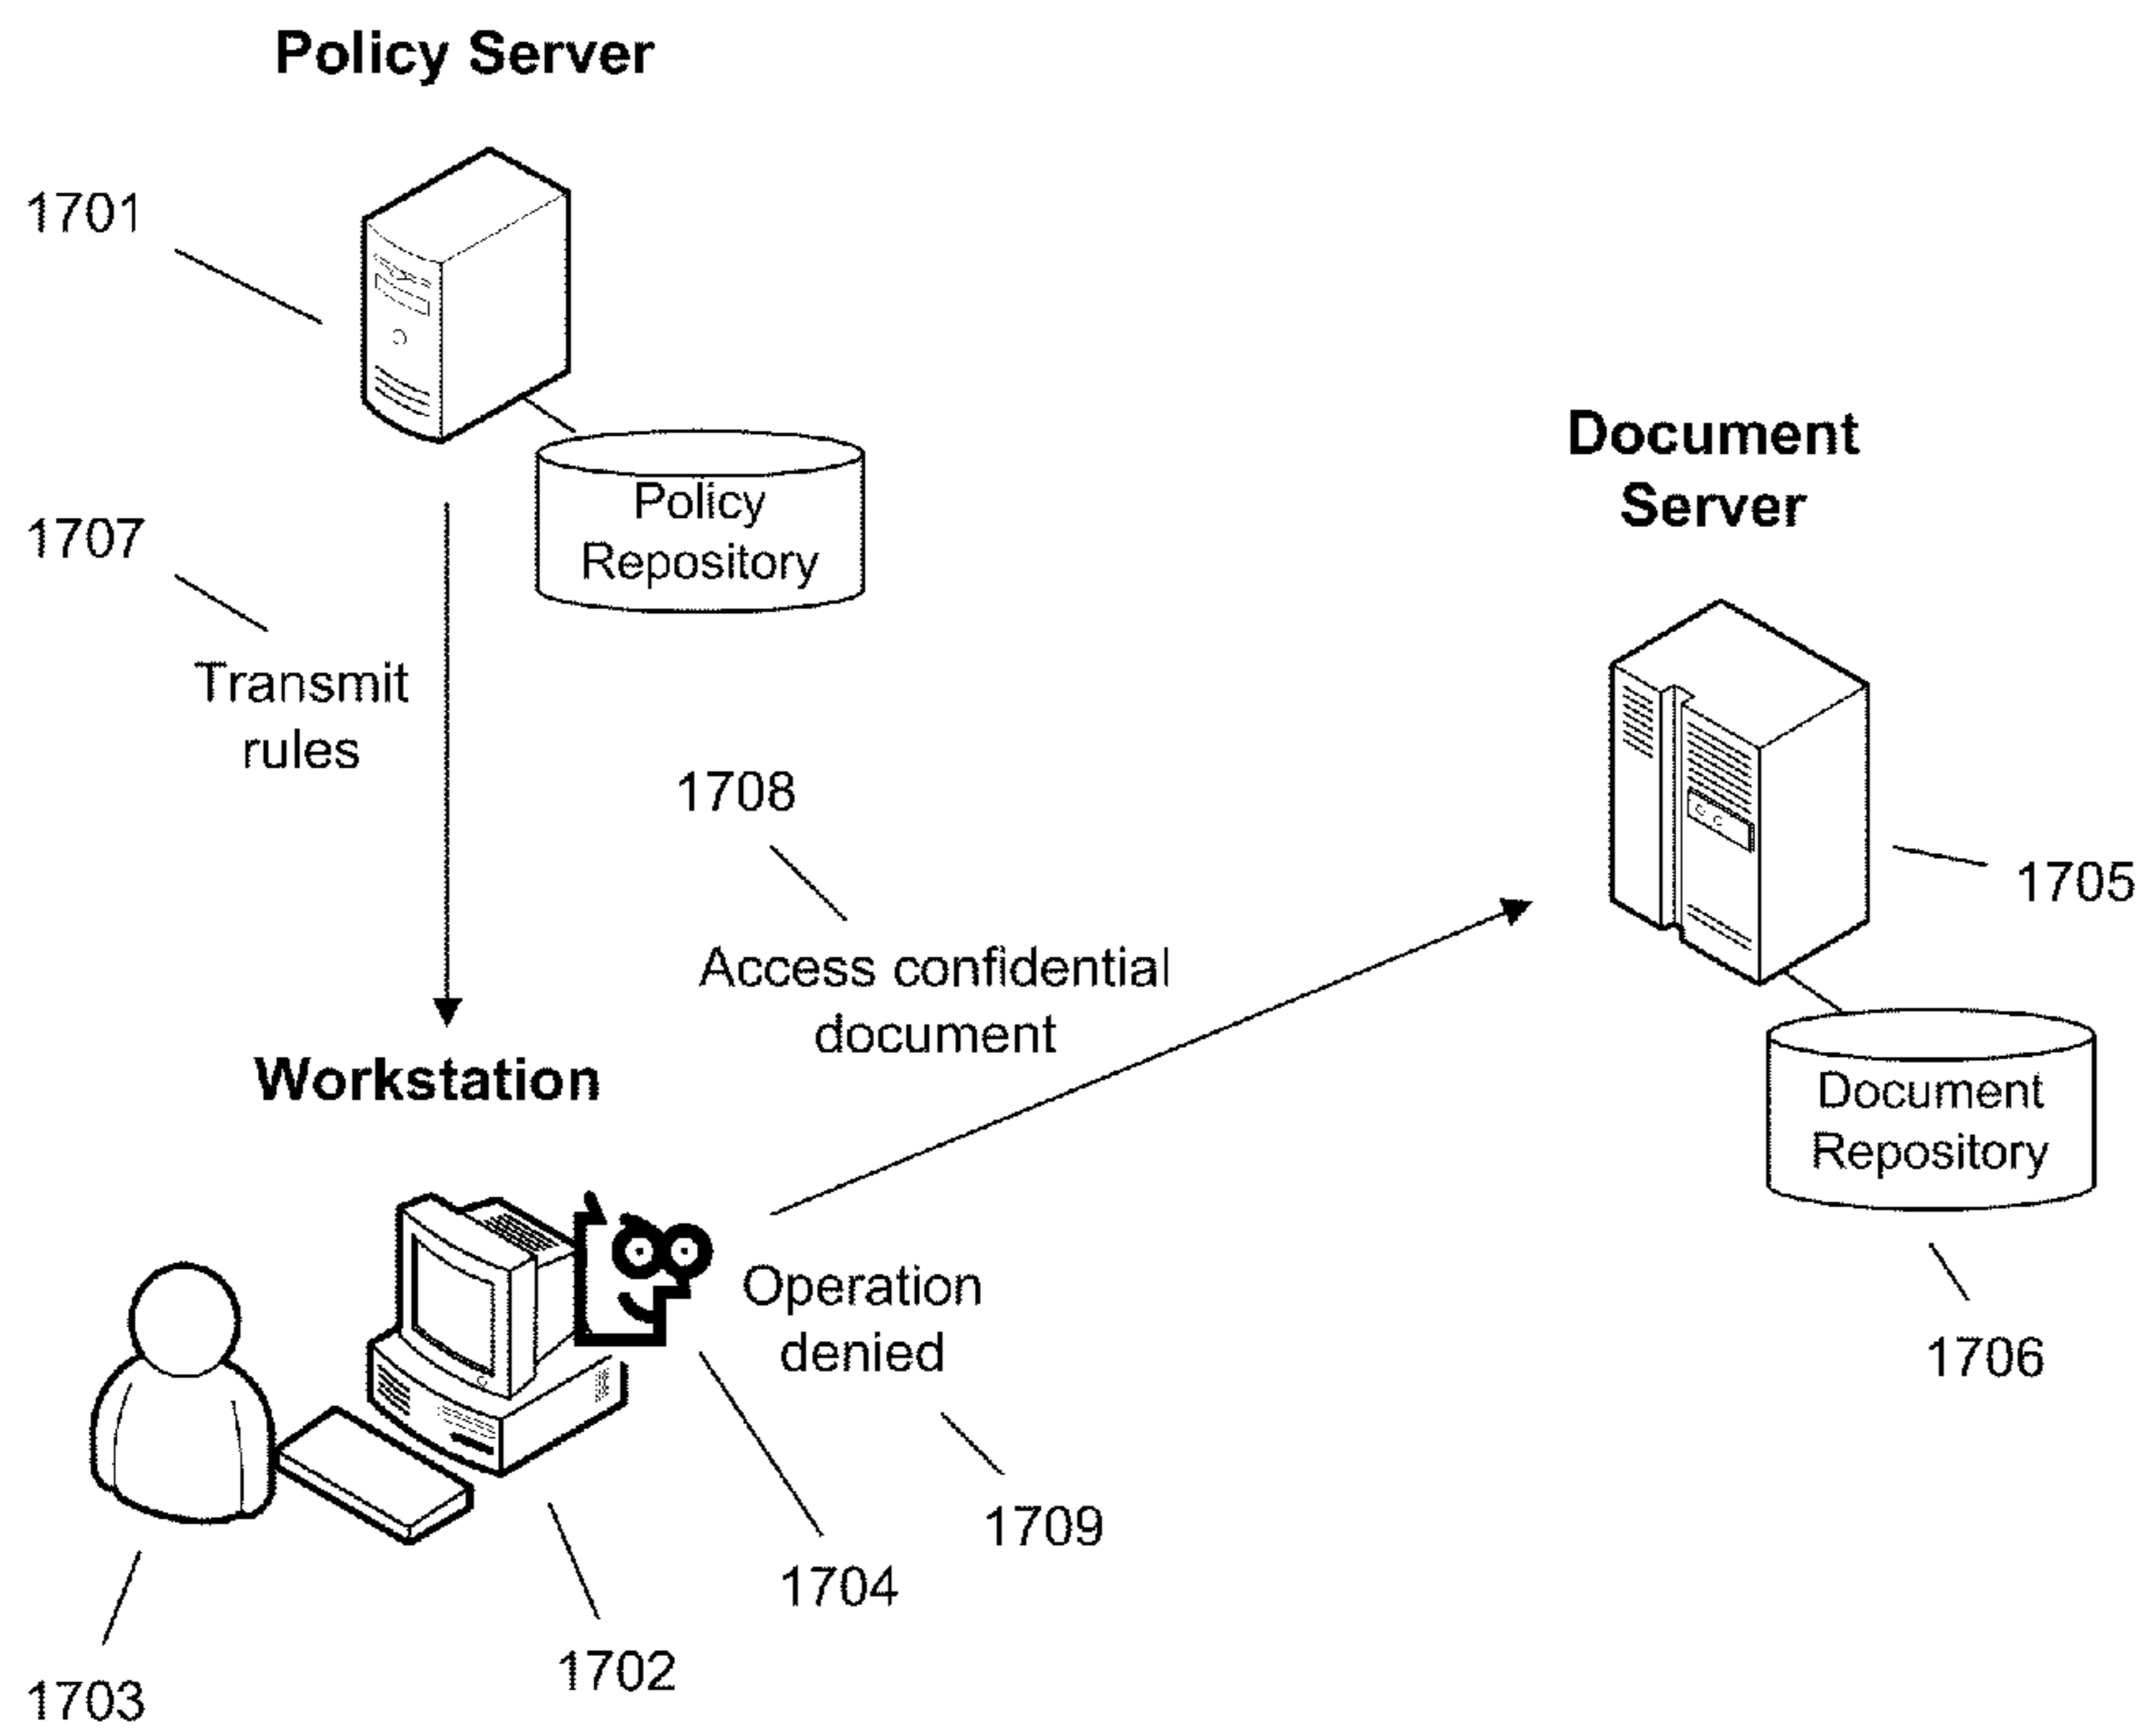 Policy Server
1701
Policy
Repository
1707
Transmit
rules
Document
Server
1705
1708
Access confidential
document
Workstation
Document
Repository
1706
Operation
denied
1709
1704
1702
1703